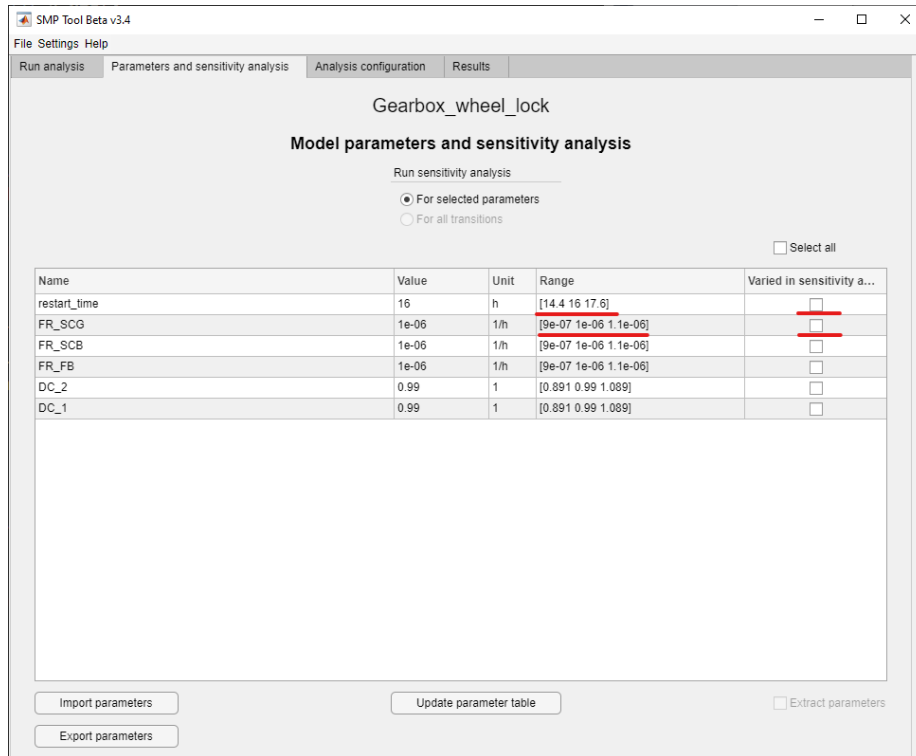 SMP Tool Beta v3.4
File Settings Help
Run analysis Parameters and sensitivity analysis Analysis configuration Results
Gearbox_wheel_lock
Model parameters and sensitivity analysis
Run sensitivity analysis
For selected parameters
For all transitions
Select all
Name Value Unit Range Varied in sensitivity a...
restart_time 16 h [14.4 16 17.6]
FR_SCG 1e-06 1/h [9e-07 1e-06 1.1e-06]
FR_SCB 1e-06 1/h [9e-07 1e-06 1.1e-06]
FR_FB 1e-06 1/h [9e-07 1e-06 1.1e-06]
DC_2 0.99 1 [0.891 0.99 1.089]
DC_1 0.99 1 [0.891 0.99 1.089]
Import parameters Update parameter table Extract parameters
Export parameters